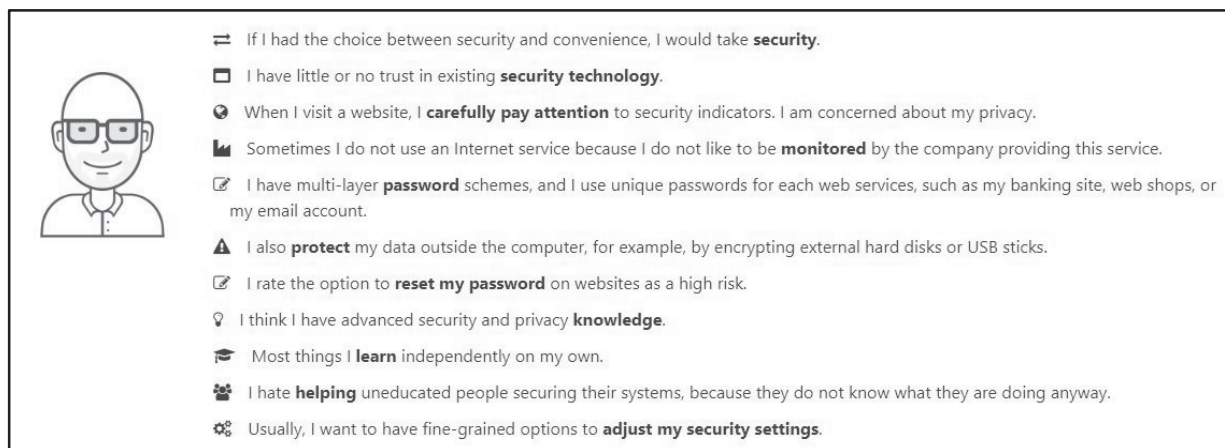 If I had the choice between security and convenience, I would take security.
I have little or no trust in existing security technology.
When I visit a website, I carefully pay attention to security indicators. I am concerned about my privacy.
Sometimes I do not use an Internet service because I do not like to be monitored by the company providing this service.
I have multi-layer password schemes, and I use unique passwords for each web services, such as my banking site, web shops, or
my email account.
I also protect my data outside the computer, for example, by encrypting external hard disks or USB sticks.
I rate the option to reset my password on websites as a high risk.
I think I have advanced security and privacy knowledge.
Most things I learn independently on my own.
I hate helping uneducated people securing their systems, because they do not know what they are doing anyway.
Usually, I want to have fine-grained options to adjust my security settings.